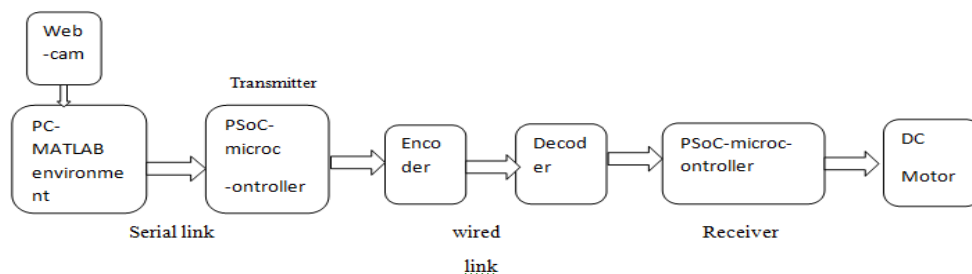 Web
-cam
Transmitter
PC-
MATLAB
environme
nt
PSoC-
microc
-ontroller
Enco
der
Decod
er
PSoC-microc-
ontroller
DC
Motor
Serial link
wired
link
Receiver